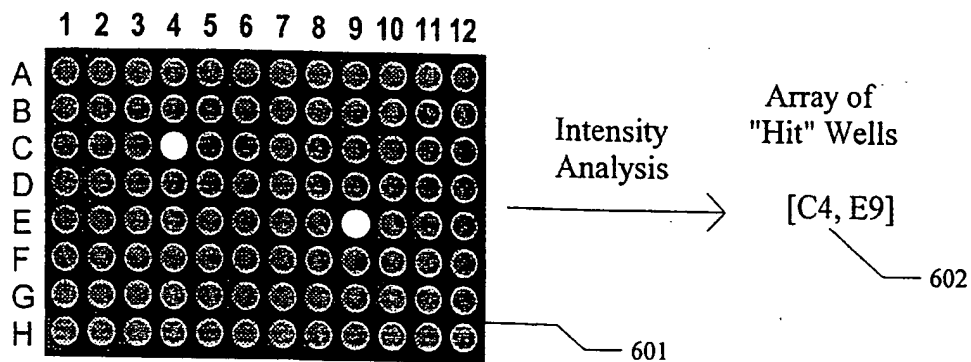 1 2 3 4 5 6 7 8 9 10 11 12
A
B
C
D
E
F
G
H
Intensity
Analysis
Array of
"Hit" Wells
[C4, E9]
602
601